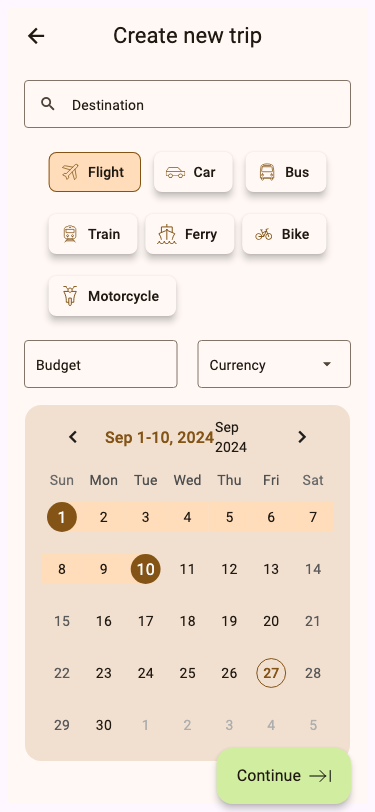 Create new trip
Destination
Flight Car Bus
Train Ferry Bike
Motorcycle
Budget Currency
Sep 1-10, 2024 Sep
2024
Sun Mon Tue Wed Thu Fri Sat
1 2 3 4 5 6 7
8 9 10 11 12 13 14
15 16 17 18 19 20 21
22 23 24 25 26 27 28
29 30 1 2 3 4 5
Continue